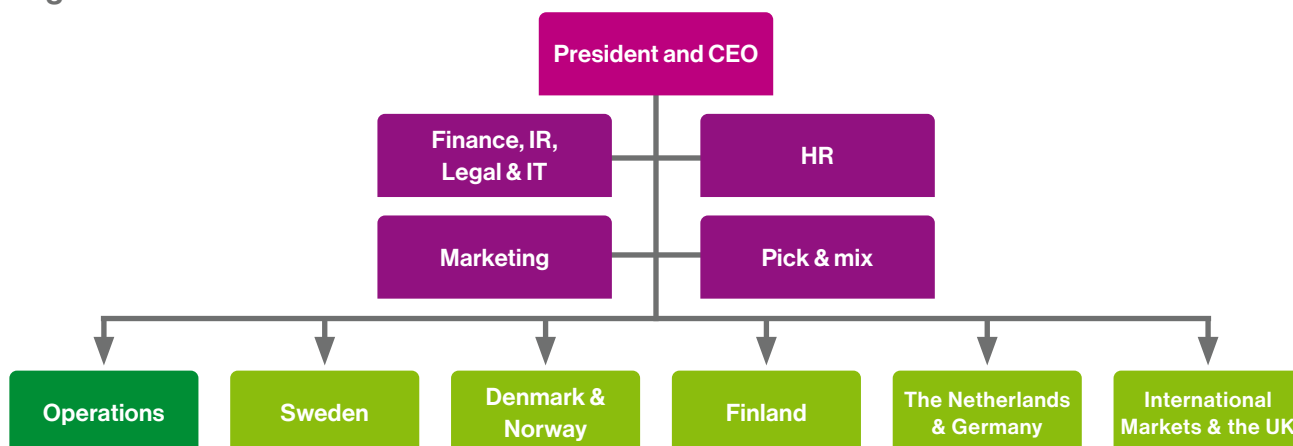 President and CEO
Finance, IR,
Legal & IT
HR
Marketing
Pick & mix
Operations
Sweden
Denmark &
Norway
Finland
The Netherlands
& Germany
International
Markets & the UK